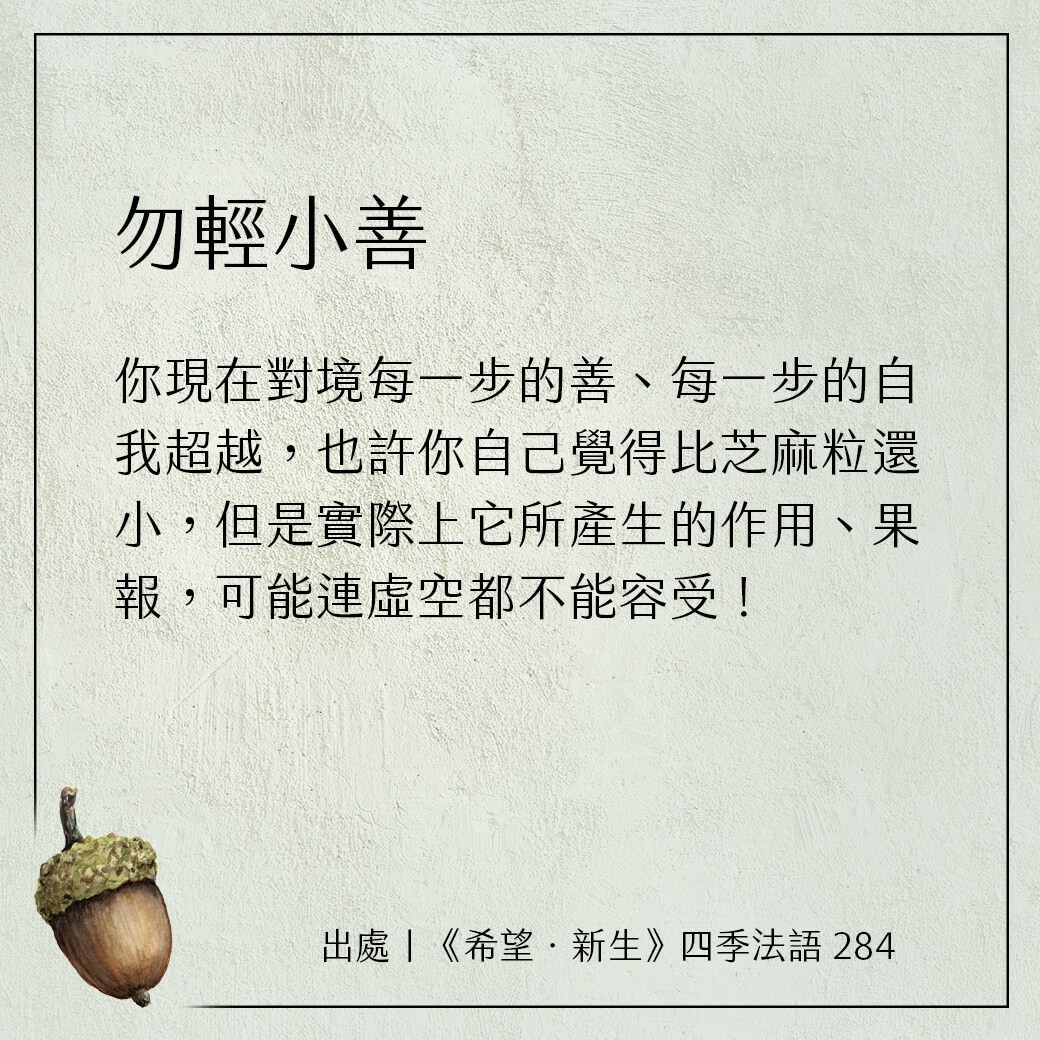 勿輕小善
你現在對境每一步的善、每一步的自
我超越，也許你自己覺得比芝麻粒還
小，但是實際上它所產生的作用、果
報，可能連虛空都不能容受！
出處｜《希望．新生》四季法語 284